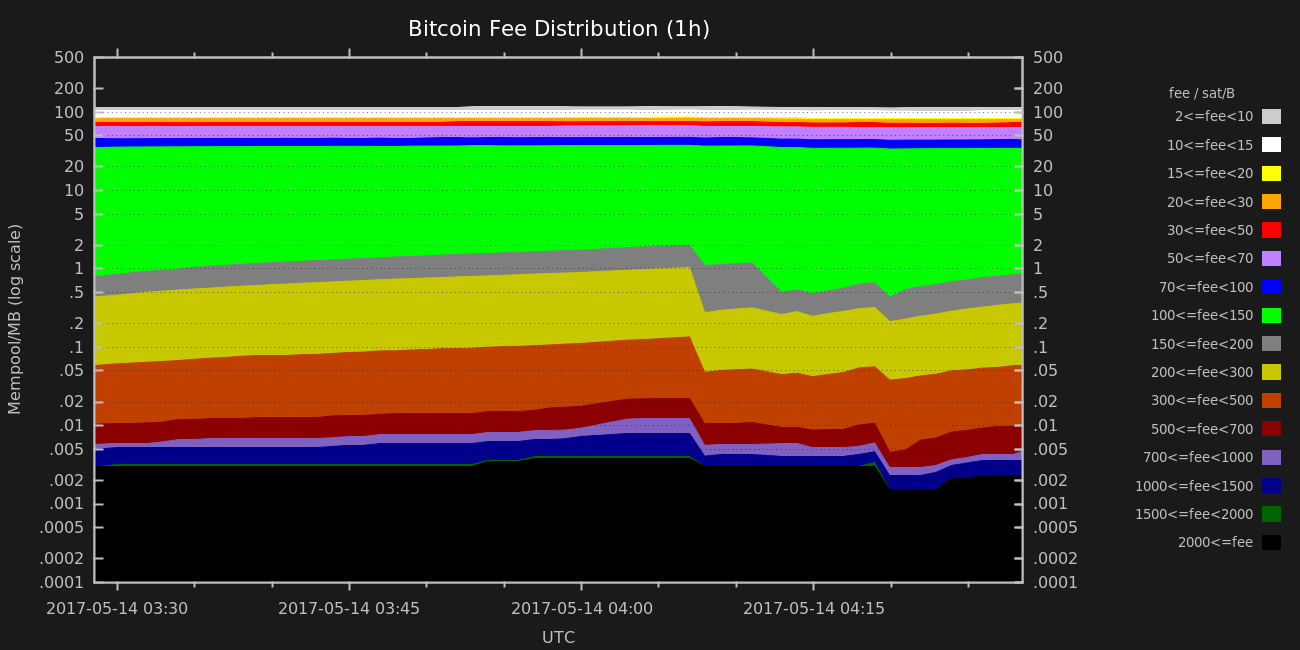 Bitcoin Fee Distribution (1h)
500 500
200 200
100 100
50 50
20 20
10 10
5 5
2 2
1 1
.5 .5
.2 .2
.1 .1
.05 .05
.02 .02
.01 .01
.005 .005
.002 .002
.001 .001
.0005 .0005
.0002 .0002
.0001 .0001
Mempool/MB (log scale)
2017-05-14 03:30 2017-05-14 03:45 2017-05-14 04:00 2017-05-14 04:15
UTC
fee / sat/B
2<=fee<10
10<=fee<15
15<=fee<20
20<=fee<30
30<=fee<50
50<=fee<70
70<=fee<100
100<=fee<150
150<=fee<200
200<=fee<300
300<=fee<500
500<=fee<700
700<=fee<1000
1000<=fee<1500
1500<=fee<2000
2000<=fee